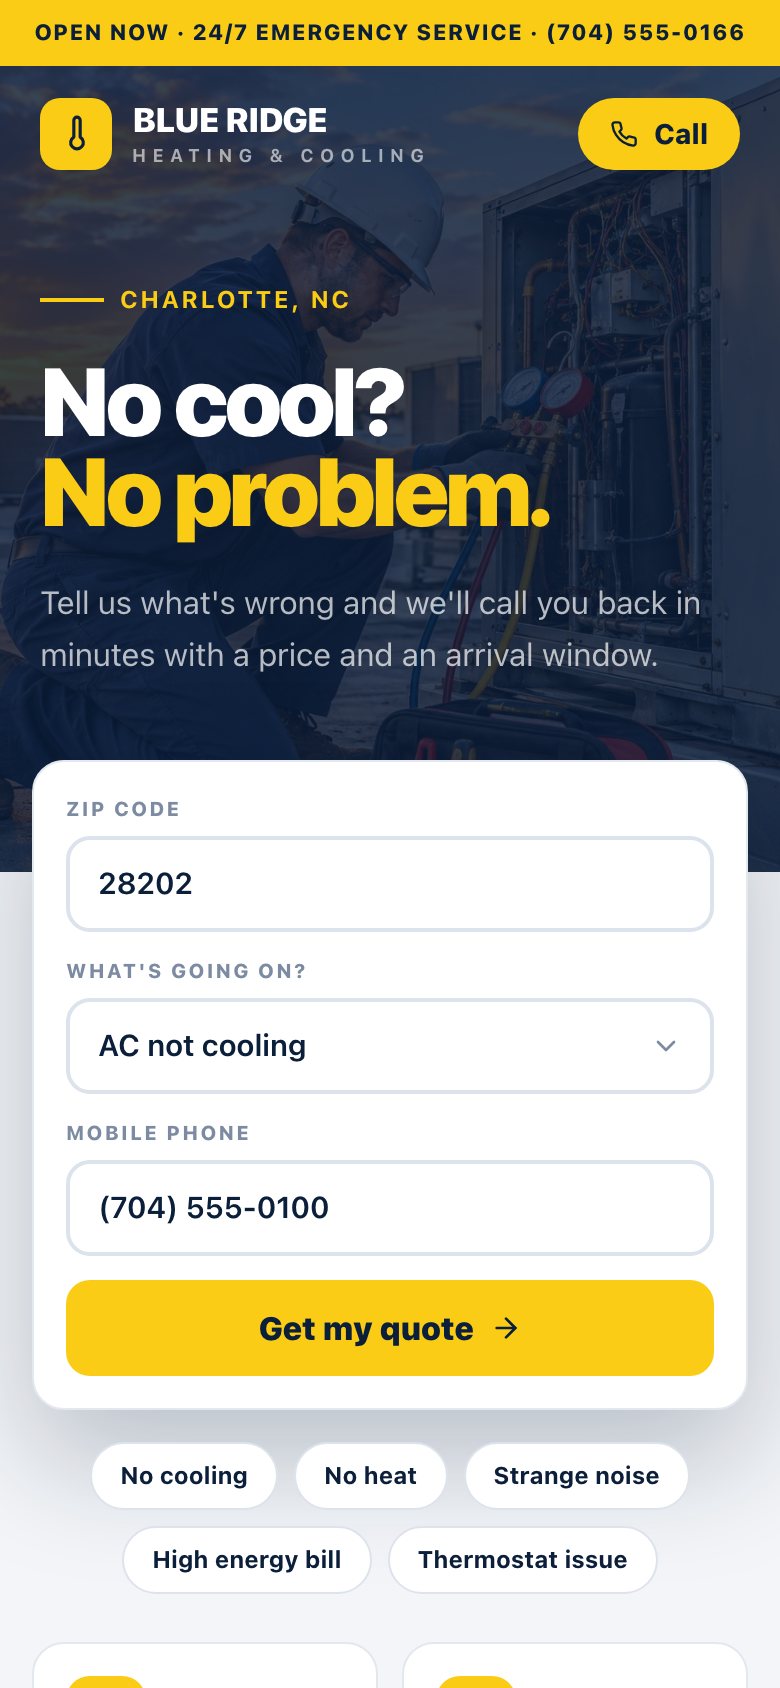 OPEN NOW · 24/7 EMERGENCY SERVICE · (704) 555-0166
BLUE RIDGE
HEATING & COOLING
Call
CHARLOTTE, NC
No cool?
No problem.
Tell us what's wrong and we'll call you back in
minutes with a price and an arrival window.
ZIP CODE
28202
WHAT'S GOING ON?
AC not cooling
MOBILE PHONE
(704) 555-0100
Get my quote →
No cooling
No heat
Strange noise
High energy bill
Thermostat issue